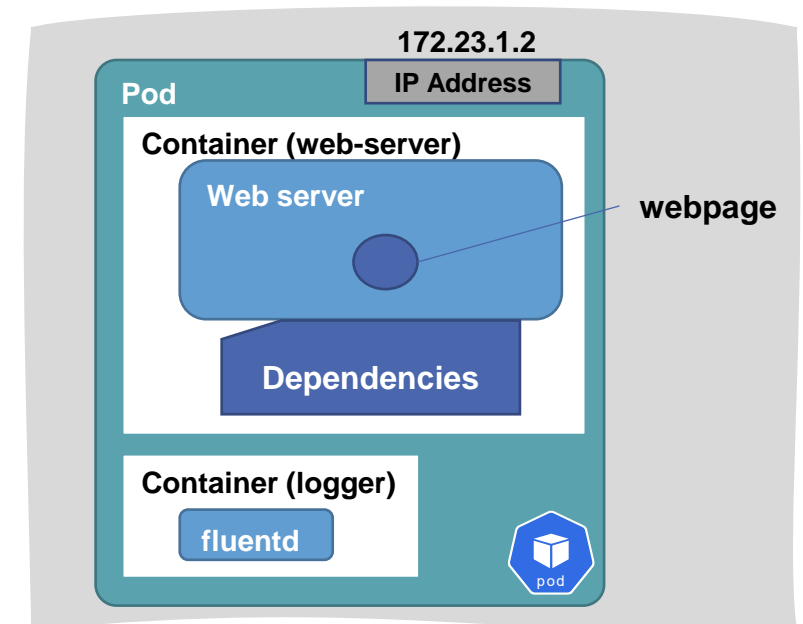 172.23.1.2
IP Address
Pod
Container (web-server)
Web server
webpage
Dependencies
Container (logger)
fluentd
pod